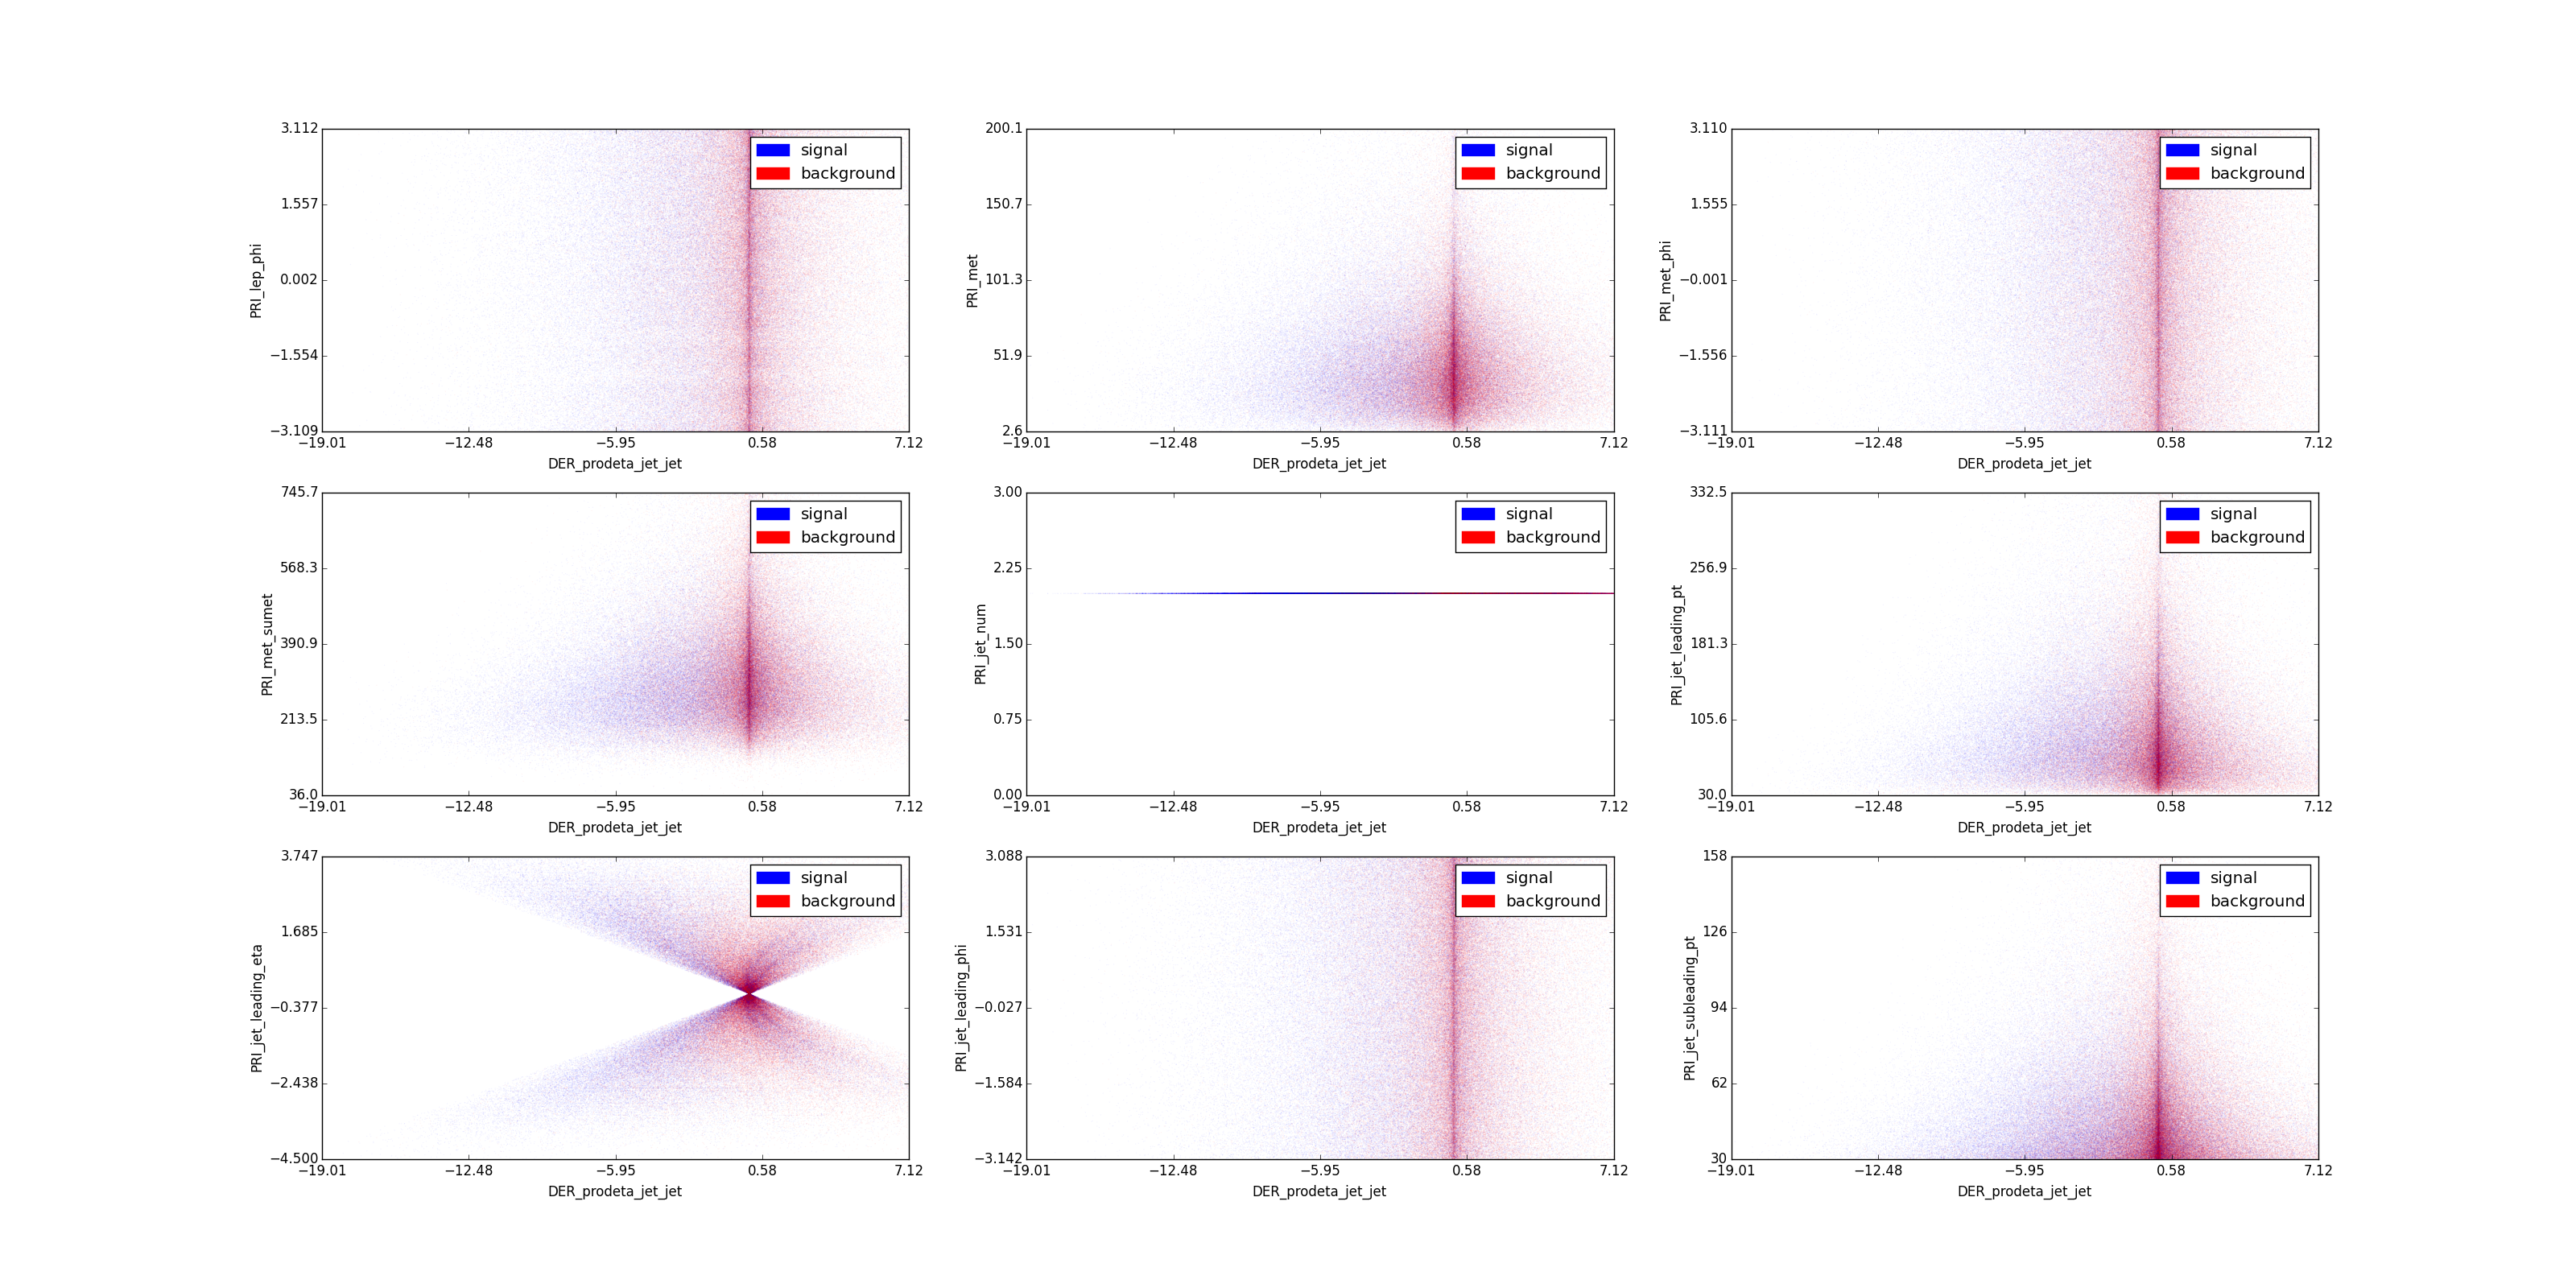 3.112
1.557
0.002
−1.554
−3.109
PRI_lep_phi
signal
background
−19.01 −12.48 −5.95 0.58 7.12
DER_prodeta_jet_jet
200.1
150.7
101.3
51.9
2.6
PRI_met
signal
background
−19.01 −12.48 −5.95 0.58 7.12
DER_prodeta_jet_jet
3.110
1.555
−0.001
−1.556
−3.111
PRI_met_phi
signal
background
−19.01 −12.48 −5.95 0.58 7.12
DER_prodeta_jet_jet
745.7
568.3
390.9
213.5
36.0
PRI_met_sumet
signal
background
−19.01 −12.48 −5.95 0.58 7.12
DER_prodeta_jet_jet
3.00
2.25
1.50
0.75
0.00
PRI_jet_num
signal
background
−19.01 −12.48 −5.95 0.58 7.12
DER_prodeta_jet_jet
332.5
256.9
181.3
105.6
30.0
PRI_jet_leading_pt
signal
background
−19.01 −12.48 −5.95 0.58 7.12
DER_prodeta_jet_jet
3.747
1.685
−0.377
−2.438
−4.500
PRI_jet_leading_eta
signal
background
−19.01 −12.48 −5.95 0.58 7.12
DER_prodeta_jet_jet
3.088
1.531
−0.027
−1.584
−3.142
PRI_jet_leading_phi
signal
background
−19.01 −12.48 −5.95 0.58 7.12
DER_prodeta_jet_jet
158
126
94
62
30
PRI_jet_subleading_pt
signal
background
−19.01 −12.48 −5.95 0.58 7.12
DER_prodeta_jet_jet